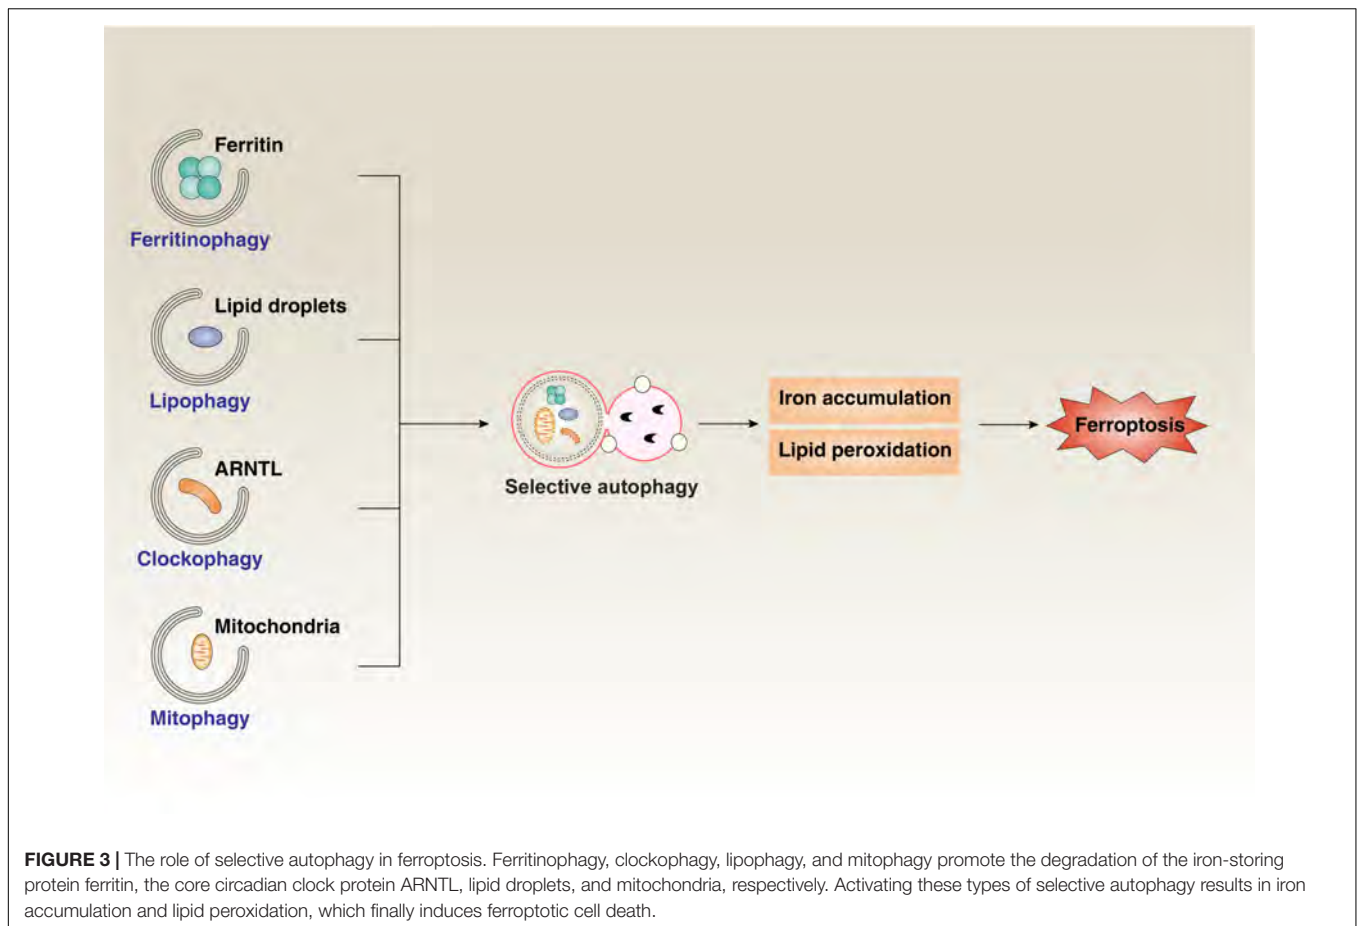 Ferritin
Ferritinophagy
Lipid droplets
Lipophagy
ARNTL
Clockophagy
Mitochondria
Mitophagy
Selective autophagy
Iron accumulation
Lipid peroxidation
Ferroptosis
FIGURE 3 | The role of selective autophagy in ferroptosis. Ferritinophagy, clockophagy, lipophagy, and mitophagy promote the degradation of the iron-storing
protein ferritin, the core circadian clock protein ARNTL, lipid droplets, and mitochondria, respectively. Activating these types of selective autophagy results in iron
accumulation and lipid peroxidation, which finally induces ferroptotic cell death.